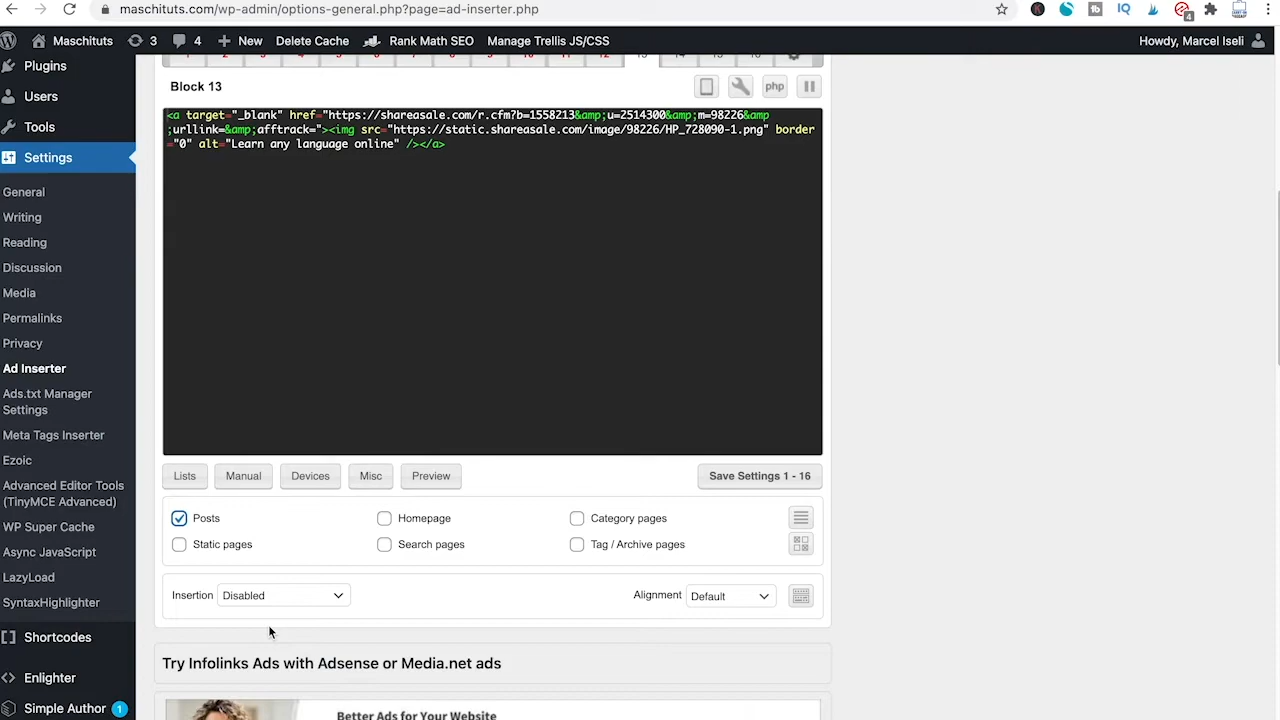 maschituts.com/wp-admin/options-general.php?page=ad-inserter.php
Maschituts 3 4 New Delete Cache Rank Math SEO Manage Trellis JS/CSS Howdy, Marcel Iseli
Plugins
Users
Tools
Settings
General
Writing
Reading
Discussion
Media
Permalinks
Privacy
Ad Inserter
Ads.txt Manager
Settings
Meta Tags Inserter
Ezoic
Advanced Editor Tools
(TinyMCE Advanced)
WP Super Cache
Async JavaScript
LazyLoad
SyntaxHighlighter
Shortcodes
Enlighter
Simple Author 1
Block 13
php
<a target="_blank" href="https://shareasale.com/r.cfm?b=1558213&amp;u=2514300&amp;m=98226&amp
;urllink=&amp;afftrack="><img src="https://static.shareasale.com/image/98226/HP_728090-1.png" border
="0" alt="Learn any language online" /></a>
Lists Manual Devices Misc Preview Save Settings 1 - 16
Posts Homepage Category pages
Static pages Search pages Tag / Archive pages
Insertion Disabled Alignment Default
Try Infolinks Ads with Adsense or Media.net ads
Better Ads for Your Website